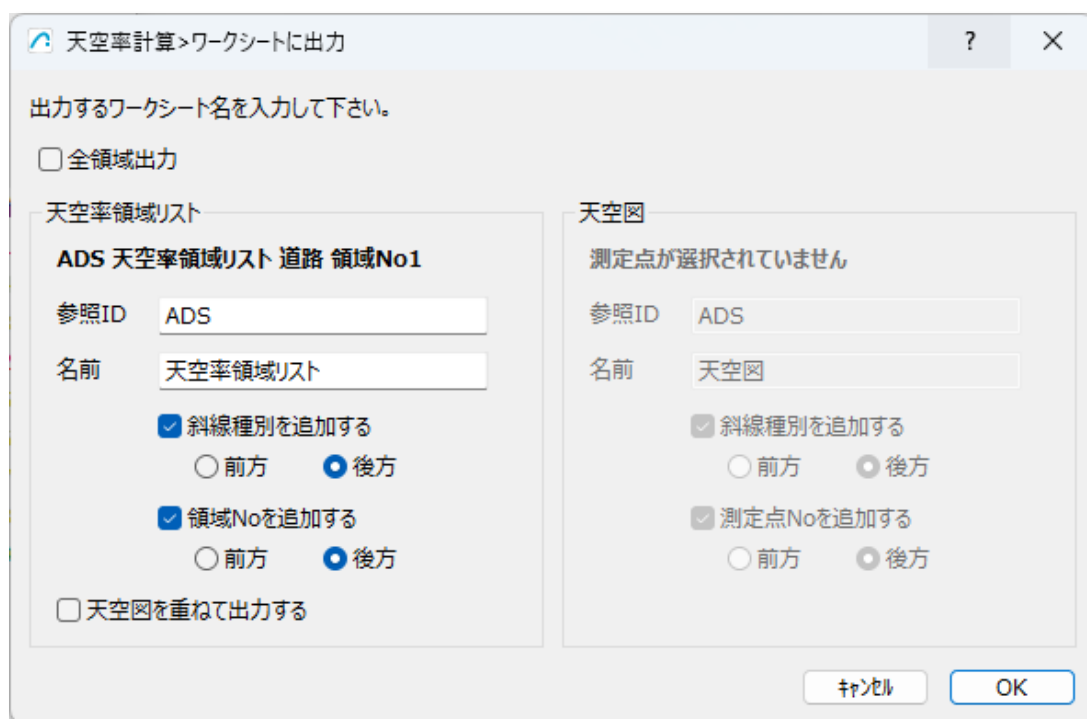 天空率計算>ワークシートに出力
?
出力するワークシート名を入力して下さい。
全領域出力
天空率領域リスト
ADS 天空率領域リスト 道路 領域No1
参照ID ADS
名前 天空率領域リスト
斜線種別を追加する
前方 後方
領域Noを追加する
前方 後方
天空図を重ねて出力する
天空図
測定点が選択されていません
参照ID ADS
名前 天空図
斜線種別を追加する
前方 後方
測定点Noを追加する
前方 後方
ｷｬﾝｾﾙ OK